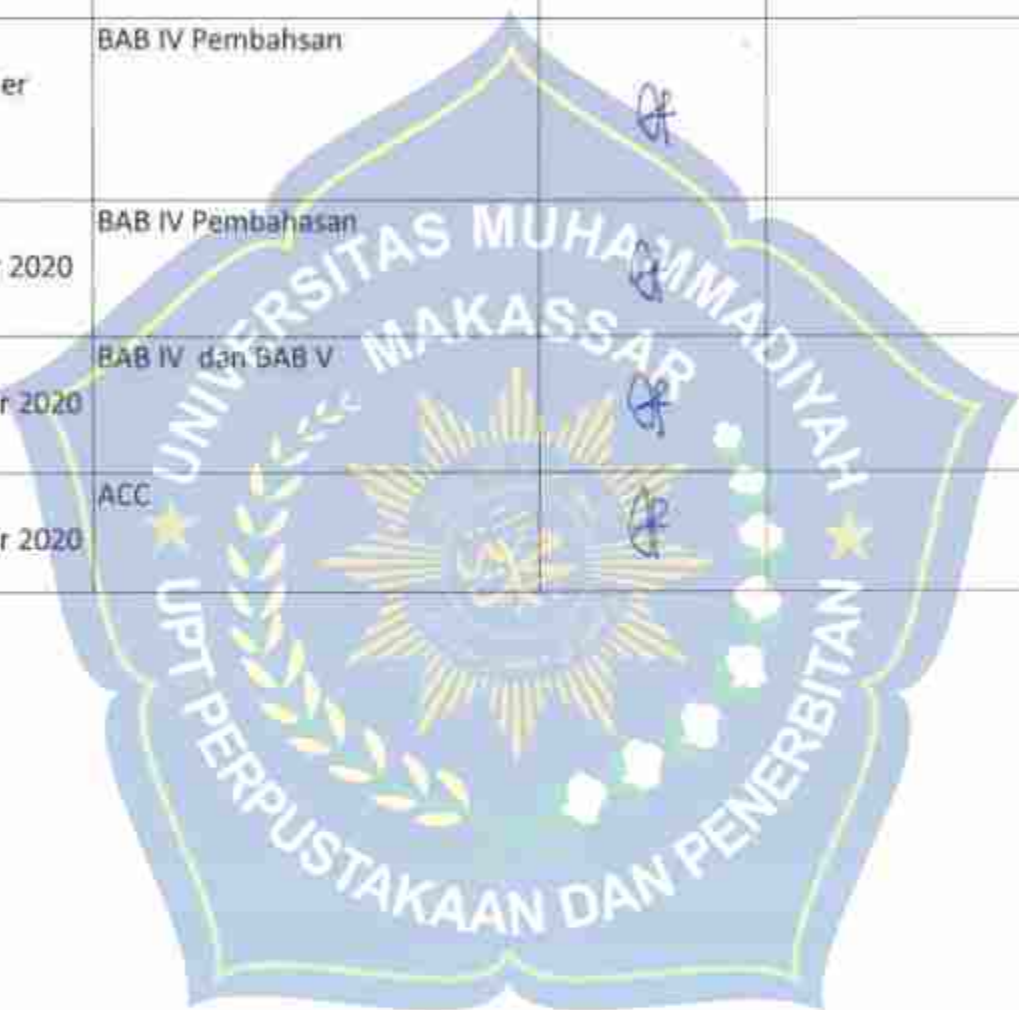 BAB IV Pembahsan
er
BAB IV Pembahasan
r 2020
BAB IV dan BAB V
r 2020
ACC
r 2020
UNIVERSITAS MUHAMMADIYAH
MAKASSAR
UPT PERPUSTAKAAN DAN PENERBITAN